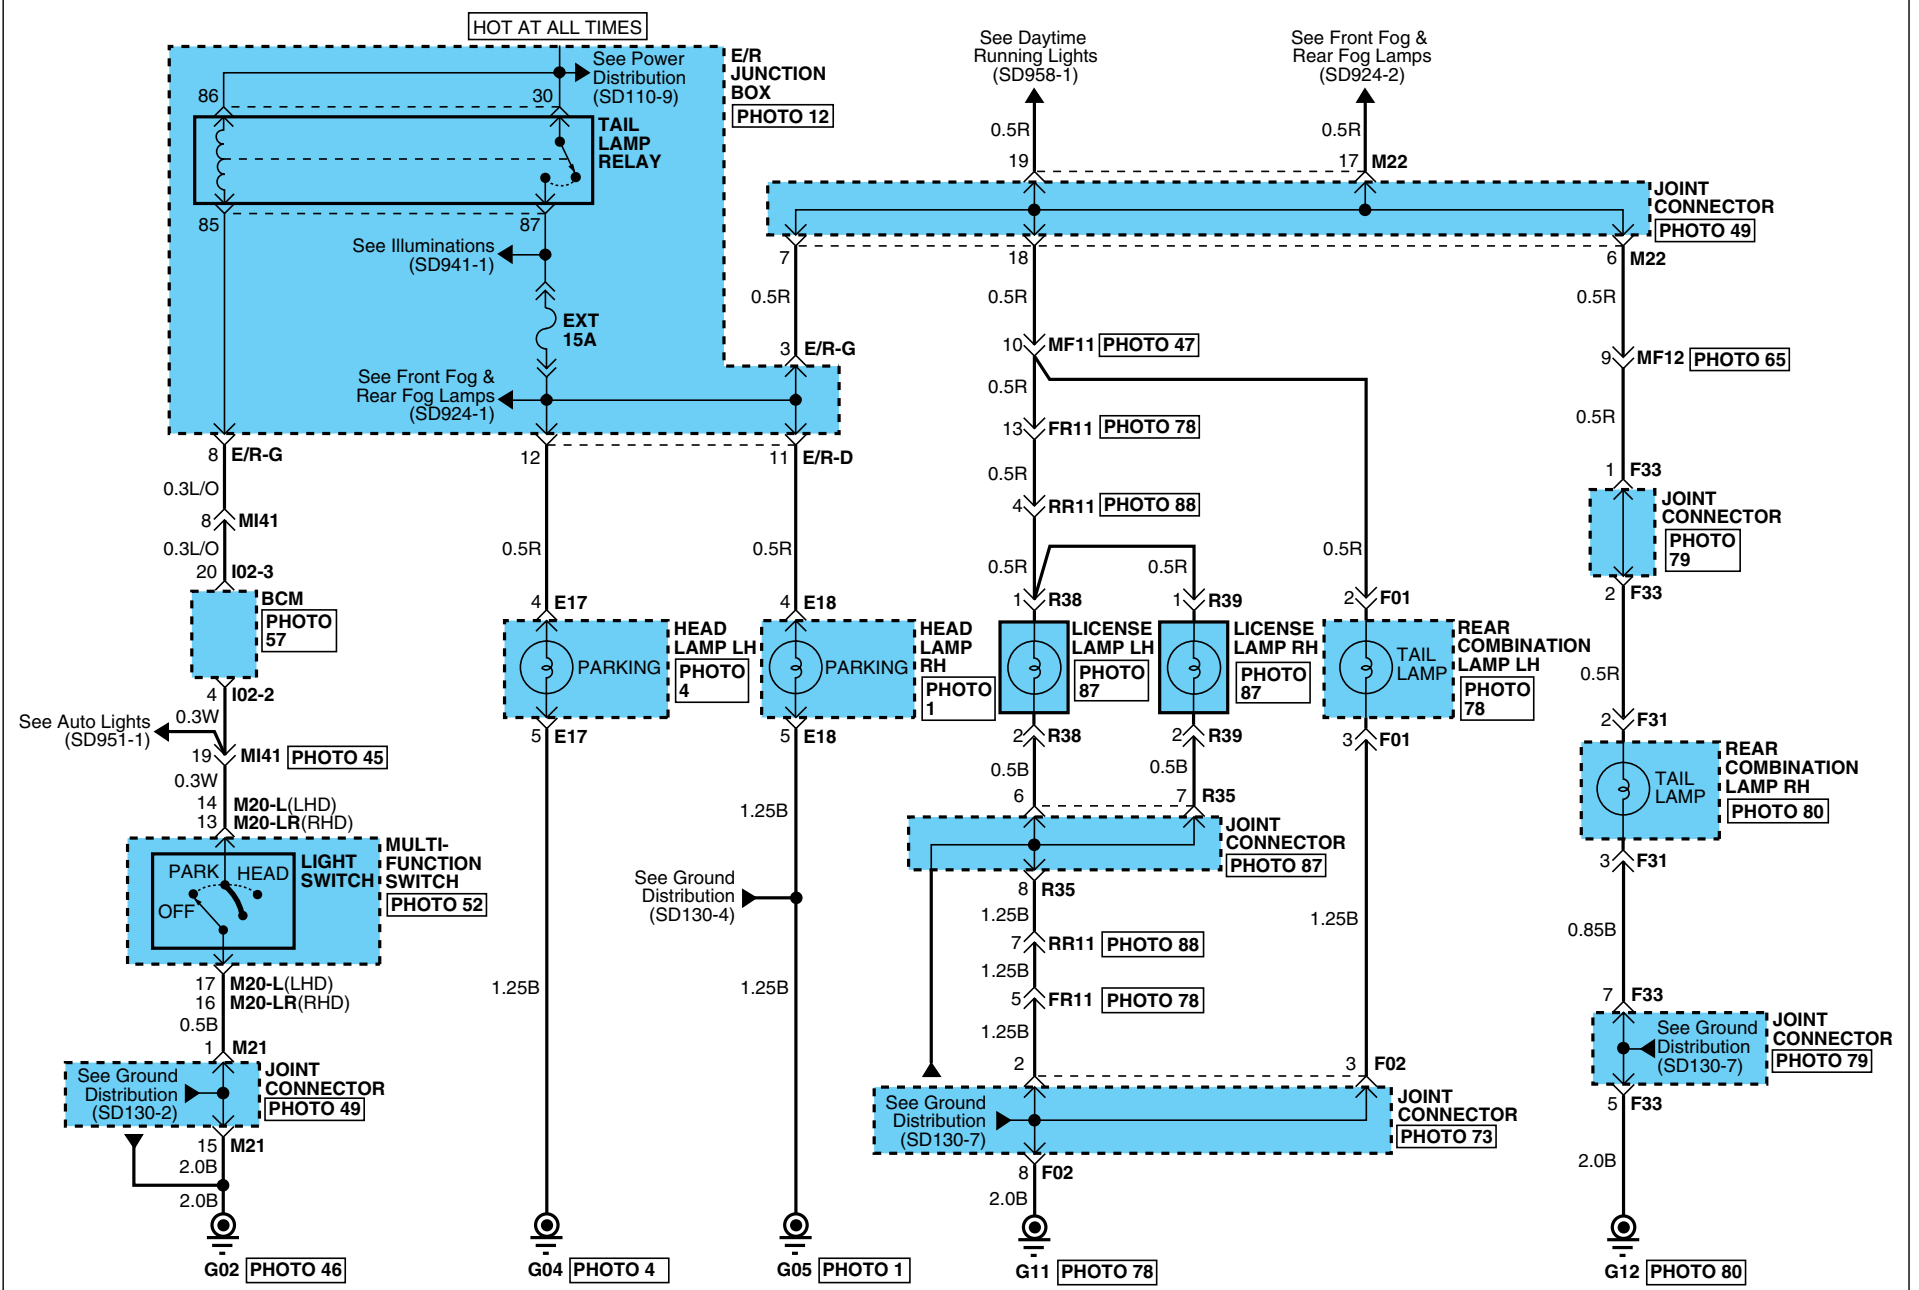 HOT AT ALL TIMES
See Power
Distribution
(SD110-9)
E/R
JUNCTION
BOX
PHOTO 12
86
30
TAIL
LAMP
RELAY
85
87
See Illuminations
(SD941-1)
EXT
15A
See Front Fog &
Rear Fog Lamps
(SD924-1)
8 E/R-G
12
11 E/R-D
3 E/R-G
0.5R
7
See Daytime
Running Lights
(SD958-1)
See Front Fog &
Rear Fog Lamps
(SD924-2)
0.5R
0.5R
19
17 M22
JOINT
CONNECTOR
PHOTO 49
18
6 M22
0.5R
0.5R
10 MF11 PHOTO 47
9 MF12 PHOTO 65
0.5R
0.5R
13 FR11 PHOTO 78
0.5R
1 F33
4 RR11 PHOTO 88
JOINT
CONNECTOR
PHOTO
79
2 F33
0.3L/O
8 MI41
0.3L/O
20 I02-3
BCM
PHOTO
57
4 I02-2
0.3W
See Auto Lights
(SD951-1)
19 MI41 PHOTO 45
0.3W
14 M20-L(LHD)
13 M20-LR(RHD)
MULTI-
FUNCTION
SWITCH
PHOTO 52
LIGHT
SWITCH
PARK
HEAD
OFF
17 M20-L(LHD)
16 M20-LR(RHD)
0.5B
1 M21
See Ground
Distribution
(SD130-2)
JOINT
CONNECTOR
PHOTO 49
15 M21
2.0B
2.0B
G02 PHOTO 46
0.5R
4 E17
PARKING
HEAD
LAMP LH
PHOTO
4
5 E17
1.25B
G04 PHOTO 4
0.5R
4 E18
PARKING
HEAD
LAMP
RH
PHOTO
1
5 E18
1.25B
See Ground
Distribution
(SD130-4)
1.25B
G05 PHOTO 1
0.5R
0.5R
0.5R
1 R38
1 R39
2 F01
LICENSE
LAMP LH
PHOTO
87
LICENSE
LAMP RH
PHOTO
87
TAIL
LAMP
REAR
COMBINATION
LAMP LH
PHOTO
78
2 R38
2 R39
3 F01
0.5B
0.5B
6
7 R35
JOINT
CONNECTOR
PHOTO 87
8 R35
1.25B
1.25B
7 RR11 PHOTO 88
1.25B
5 FR11 PHOTO 78
1.25B
2
3 F02
See Ground
Distribution
(SD130-7)
JOINT
CONNECTOR
PHOTO 73
8 F02
2.0B
G11 PHOTO 78
0.5R
2 F31
TAIL
LAMP
REAR
COMBINATION
LAMP RH
PHOTO 80
3 F31
0.85B
7 F33
See Ground
Distribution
(SD130-7)
JOINT
CONNECTOR
PHOTO 79
5 F33
2.0B
G12 PHOTO 80